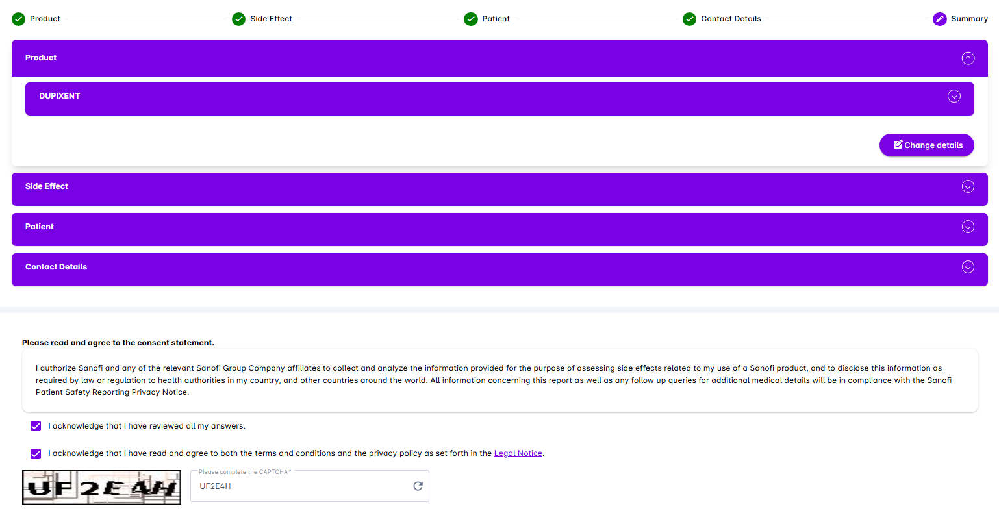 Product
Side Effect
Patient
Contact Details
Summary
Product
DUPIXENT
Change details
Side Effect
Patient
Contact Details
Please read and agree to the consent statement.
I authorize Sanofi and any of the relevant Sanofi Group Company affiliates to collect and analyze the information provided for the purpose of assessing side effects related to my use of a Sanofi product, and to disclose this information as
required by law or regulation to health authorities in my country, and other countries around the world. All information concerning this report as well as any follow up queries for additional medical details will be in compliance with the Sanofi
Patient Safety Reporting Privacy Notice.
I acknowledge that I have reviewed all my answers.
I acknowledge that I have read and agree to both the terms and conditions and the privacy policy as set forth in the Legal Notice.
UF2E4H
Please complete the CAPTCHA*
UF2E4H